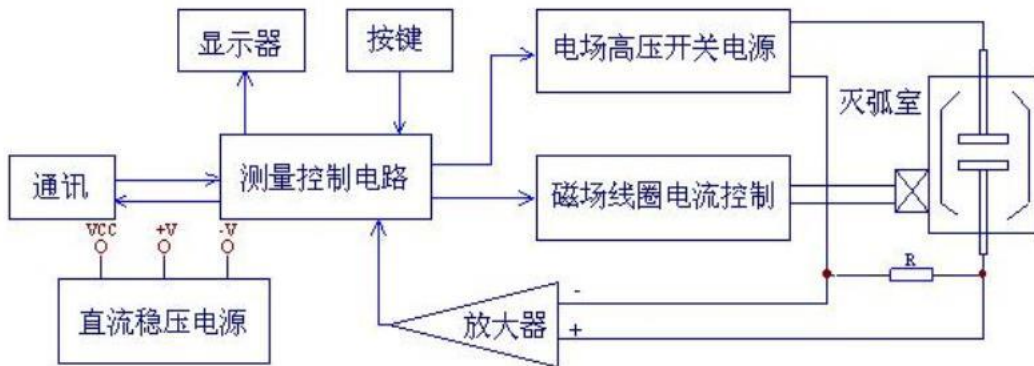 显示器
按键
电场高压开关电源
灭弧室
通讯
测量控制电路
磁场线圈电流控制
VCC
+V
-V
R
直流稳压电源
放大器
-
+